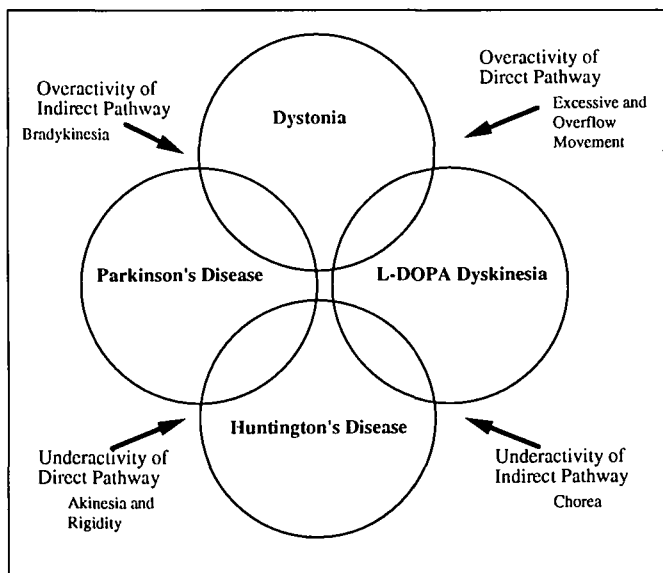 Overactivity of
Indirect Pathway
Bradykinesia
Dystonia
Overactivity of
Direct Pathway
Excessive and
Overflow
Movement
Parkinson's Disease
L-DOPA Dyskinesia
Huntington's Disease
Underactivity of
Direct Pathway
Akinesia and
Rigidity
Underactivity of
Indirect Pathway
Chorea